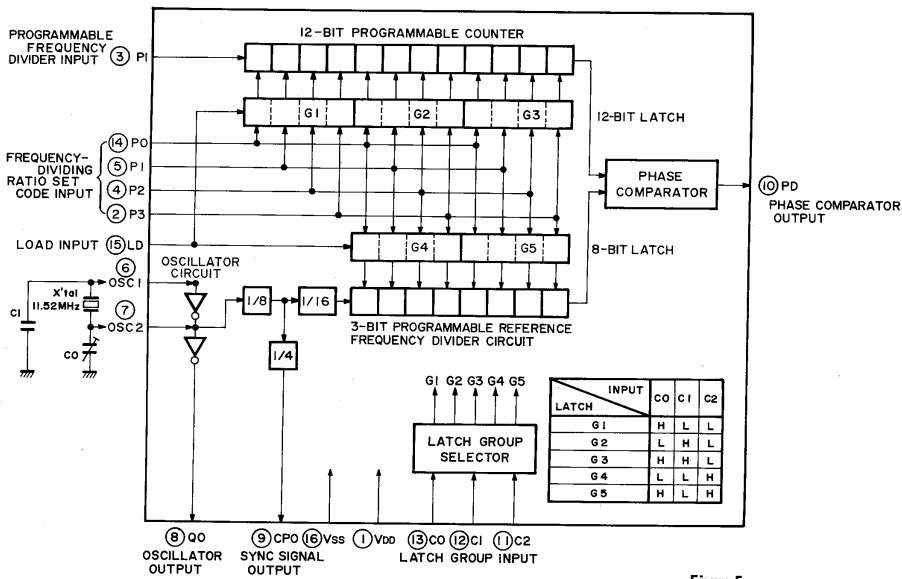 12-BIT PROGRAMMABLE COUNTER
PROGRAMMABLE
FREQUENCY
DIVIDER INPUT
3 PI
G1 G2 G3
12-BIT LATCH
14 P0
5 P1
4 P2
2 P3
FREQUENCY-
DIVIDING
RATIO SET
CODE INPUT
PHASE
COMPARATOR
10 PD
PHASE COMPARATOR
OUTPUT
LOAD INPUT 15 LD
G4 G5
8-BIT LATCH
6
OSC1
OSCILLATOR
CIRCUIT
X'tal
11.52MHz
7
OSC2
C1
CO
1/8
1/16
1/4
3-BIT PROGRAMMABLE REFERENCE
FREQUENCY DIVIDER CIRCUIT
G1 G2 G3 G4 G5
LATCH GROUP
SELECTOR
INPUT
LATCH
C0 C1 C2
G1 H L L
G2 L H L
G3 H H L
G4 L L H
G5 H L H
8 QO
OSCILLATOR
OUTPUT
9 CPO
SYNC SIGNAL
OUTPUT
16 VSS
1 VDD
13 C0 12 C1 11 C2
LATCH GROUP INPUT